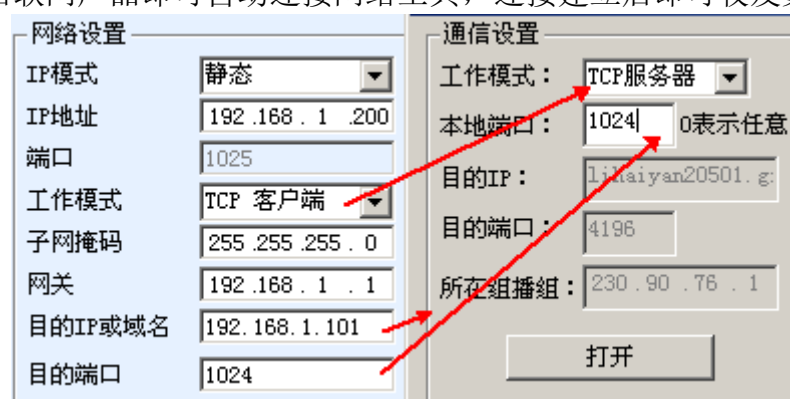 网络设置
IP模式 静态
IP地址 192 .168 . 1 .200
端口 1025
工作模式 TCP 客户端
子网掩码 255 .255 .255 . 0
网关 192 .168 . 1 . 1
目的IP或域名 192.168.1.101
目的端口 1024
通信设置
工作模式： TCP服务器
本地端口： 1024 0表示任意
目的IP： lihaiyan20501.g
目的端口： 4196
所在组播组： 230 . 90 . 76 . 1
打开